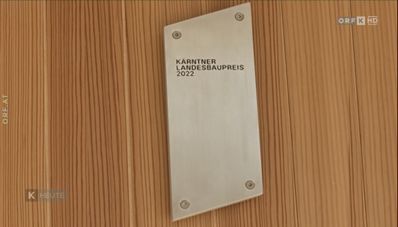 ORF K HD
KÄRNTNER
LANDESBAUPREIS
2022
ORF.AT
K HEUTE